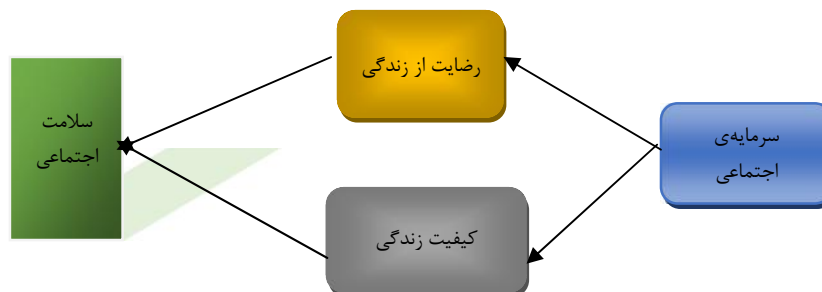 رضایت از زندگی
سرمایه‌ی
اجتماعی
سلامت
اجتماعی
کیفیت زندگی